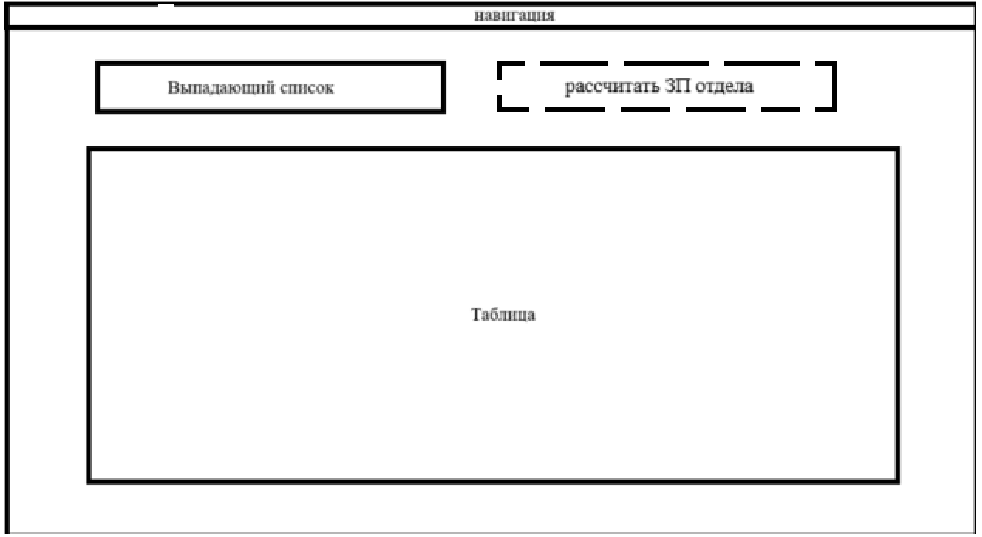 навигация
Выпадающий список
рассчитать ЗП отдела
Таблица